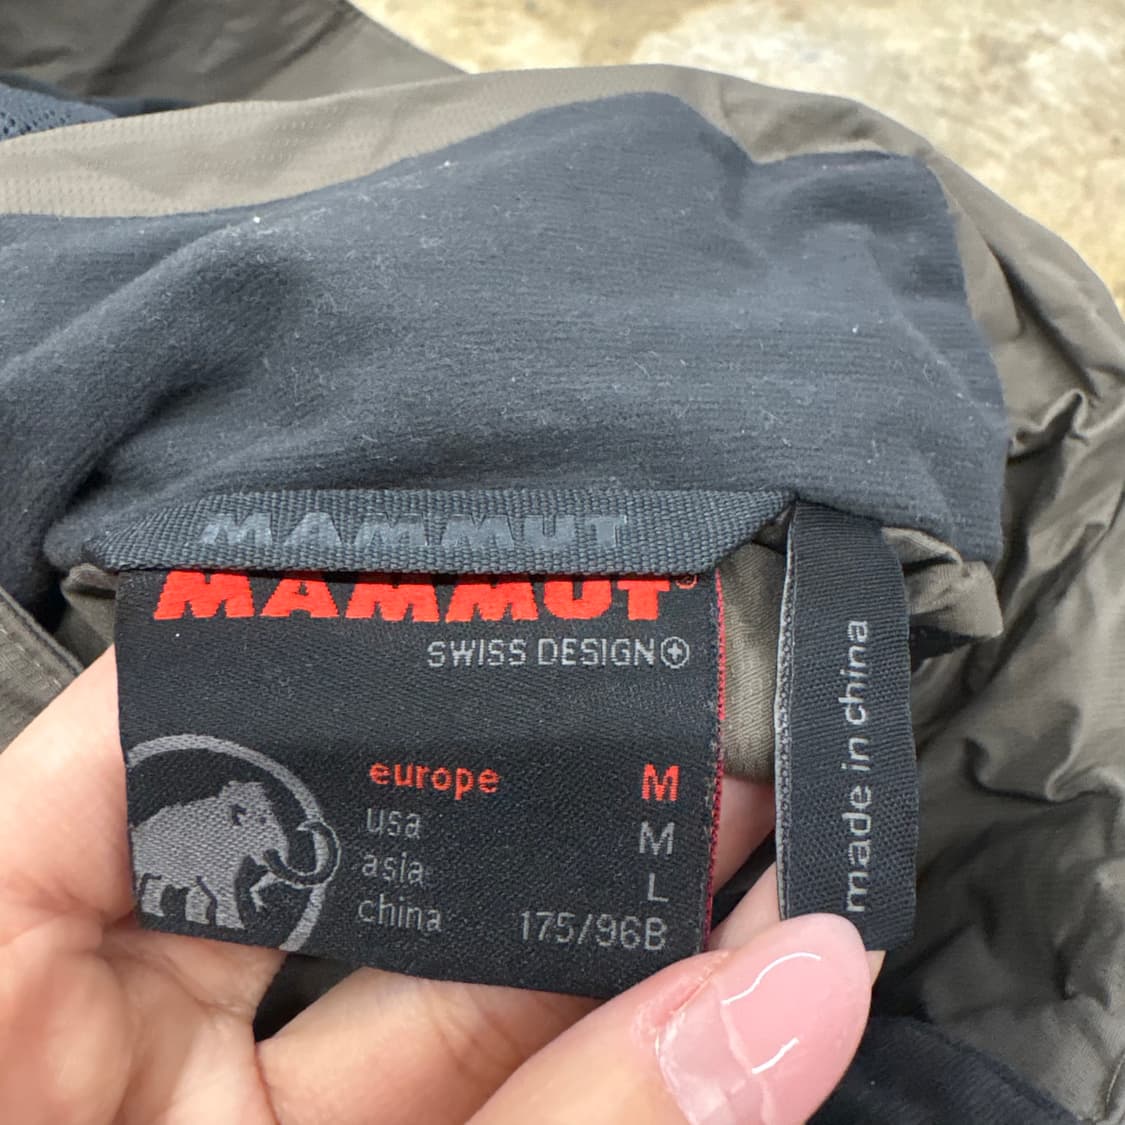 MAMMUT
MAMMUT®
SWISS DESIGN
europe M
usa M
asia L
china 175/96B
made in china